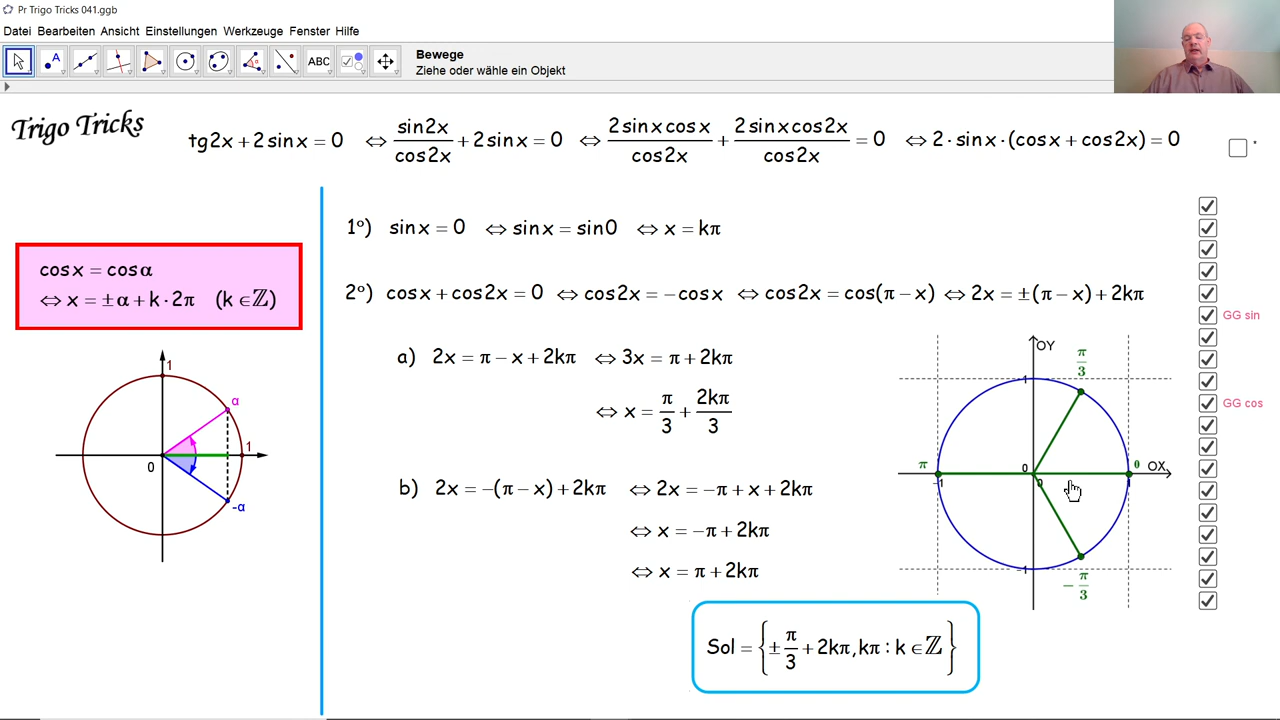 Pr Trigo Tricks 041.ggb
Datei Bearbeiten Ansicht Einstellungen Werkzeuge Fenster Hilfe
A
ABC
Bewege
Ziehe oder wähle ein Objekt
Trigo Tricks
tg2x + 2sinx = 0 ⇔ sin2x/cos2x + 2sinx = 0 ⇔ 2sinxcosx/cos2x + 2sinxcos2x/cos2x = 0 ⇔ 2·sinx·(cosx + cos2x) = 0
1°) sinx = 0 ⇔ sinx = sin0 ⇔ x = kπ
cosx = cosα
⇔ x = ±α + k·2π (k ∈ ℤ)
2°) cosx + cos2x = 0 ⇔ cos2x = −cosx ⇔ cos2x = cos(π − x) ⇔ 2x = ±(π − x) + 2kπ
GG sin
a) 2x = π − x + 2kπ ⇔ 3x = π + 2kπ
⇔ x = π/3 + 2kπ/3
GG cos
b) 2x = −(π − x) + 2kπ ⇔ 2x = −π + x + 2kπ
⇔ x = −π + 2kπ
⇔ x = π + 2kπ
Sol = {±π/3 + 2kπ, kπ : k ∈ ℤ}
1
α
1
0
-α
OY
π/3
1
π
0
0
OX
-1
0
1
-1
−π/3